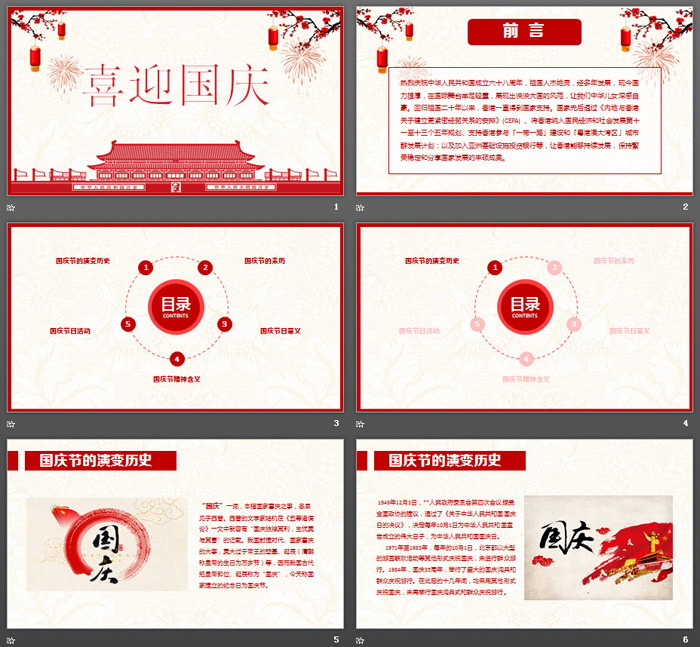 喜迎国庆
中华人民共和国万岁
世界人民大团结万岁
1
前 言
热烈庆祝中华人民共和国成立六十八周年，祖国人杰地灵，经多年发展，现今国
力雄厚，在国际舞台举足轻重，展现出泱泱大国的风范，让我们中华儿女深感自
豪。回归祖国二十年以来，香港一直得到国家支持。国家先后通过《内地与香港
关于建立更紧密经贸关系的安排》(CEPA)、将香港纳入国民经济和社会发展第十
一至十三个五年规划、支持香港参与「一带一路」建设和「粤港澳大湾区」城市
群发展计划；以及加入亚洲基础设施投资银行等，让香港能够持续发展，保持繁
荣稳定和分享国家发展的丰硕成果。
2
国庆节的演变历史
1
2
国庆节的来历
目录
CONTENTS
国庆节日活动
5
3
国庆节日意义
4
国庆节精神含义
3
国庆节的演变历史
1
2
国庆节的来历
目录
CONTENTS
国庆节日活动
5
3
国庆节日意义
4
国庆节精神含义
4
国庆节的演变历史
国庆
"国庆"一词，本指国家喜庆之事，最早
见于西晋。西晋的文学家陆机在《五等诸侯
论》一文中就曾有"国庆独飨其利，主忧莫
与其害"的记载。我国封建时代、国家喜庆
的大事，莫大过于帝王的登基、诞辰（清朝
称皇帝的生日为万岁节）等，因而我国古代
把皇帝即位、诞辰称为"国庆"，今天称国
家建立的纪念日为国庆节。
5
国庆节的演变历史
1949年12月3日，**人民政府委员会第四次会议接受
全国政协的建议，通过了《关于中华人民共和国国庆
日的决议》，决定每年10月1日为中华人民共和国宣
告成立的伟大日子，为中华人民共和国国庆日。
1971年至1983年，每年的10月1日，北京都以大型
的游园联欢活动等其他形式庆祝国庆，未进行群众游
行。1984年，国庆35周年，举行了盛大的国庆阅兵和
群众庆祝游行。在此后的十几年间，均采用其他形式
庆祝国庆，未再举行国庆阅兵式和群众庆祝游行。
国庆
6